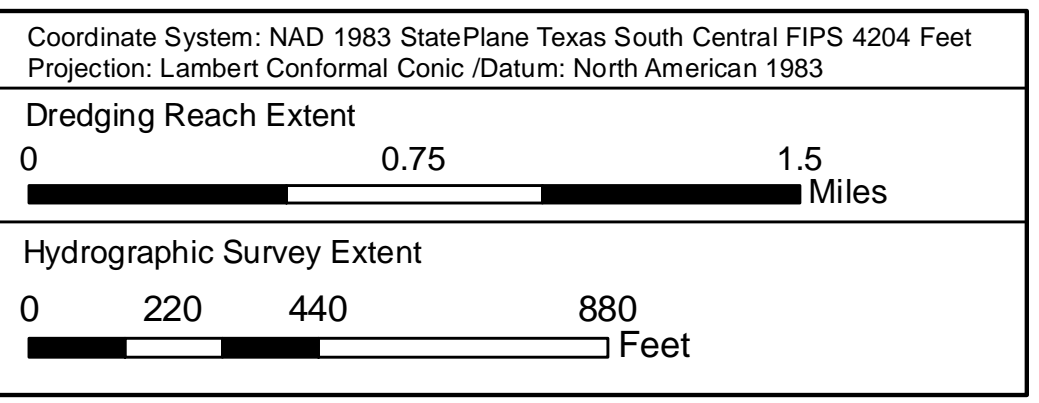 Coordinate System: NAD 1983 StatePlane Texas South Central FIPS 4204 Feet
Projection: Lambert Conformal Conic /Datum: North American 1983
Dredging Reach Extent
0 0.75 1.5
Miles
Hydrographic Survey Extent
0 220 440 880
Feet